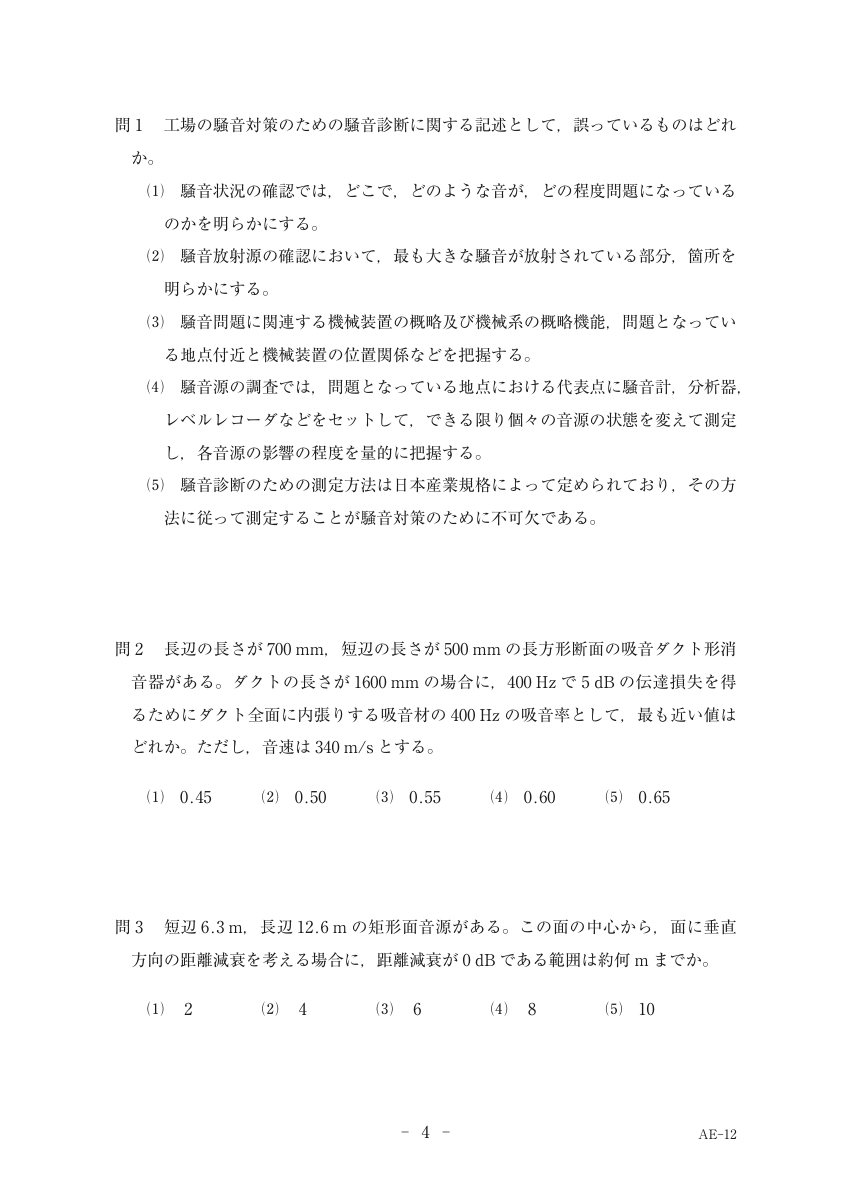 問１　工場の騒音対策のための騒音診断に関する記述として，誤っているものはどれ
か。
⑴　騒音状況の確認では，どこで，どのような音が，どの程度問題になっている
のかを明らかにする。
⑵　騒音放射源の確認において，最も大きな騒音が放射されている部分，箇所を
明らかにする。
⑶　騒音問題に関連する機械装置の概略及び機械系の概略機能，問題となってい
る地点付近と機械装置の位置関係などを把握する。
⑷　騒音源の調査では，問題となっている地点における代表点に騒音計，分析器，
レベルレコーダなどをセットして，できる限り個々の音源の状態を変えて測定
し，各音源の影響の程度を量的に把握する。
⑸　騒音診断のための測定方法は日本産業規格によって定められており，その方
法に従って測定することが騒音対策のために不可欠である。
問２　長辺の長さが 700 mm，短辺の長さが 500 mm の長方形断面の吸音ダクト形消
音器がある。ダクトの長さが 1600 mm の場合に，400 Hz で 5 dB の伝達損失を得
るためにダクト全面に内張りする吸音材の 400 Hz の吸音率として，最も近い値は
どれか。ただし，音速は 340 m/s とする。
⑴　0.45　⑵　0.50　⑶　0.55　⑷　0.60　⑸　0.65
問３　短辺 6.3 m，長辺 12.6 m の矩形面音源がある。この面の中心から，面に垂直
方向の距離減衰を考える場合に，距離減衰が 0 dB である範囲は約何 m までか。
⑴　2　⑵　4　⑶　6　⑷　8　⑸　10
－ 4 －
AE–12